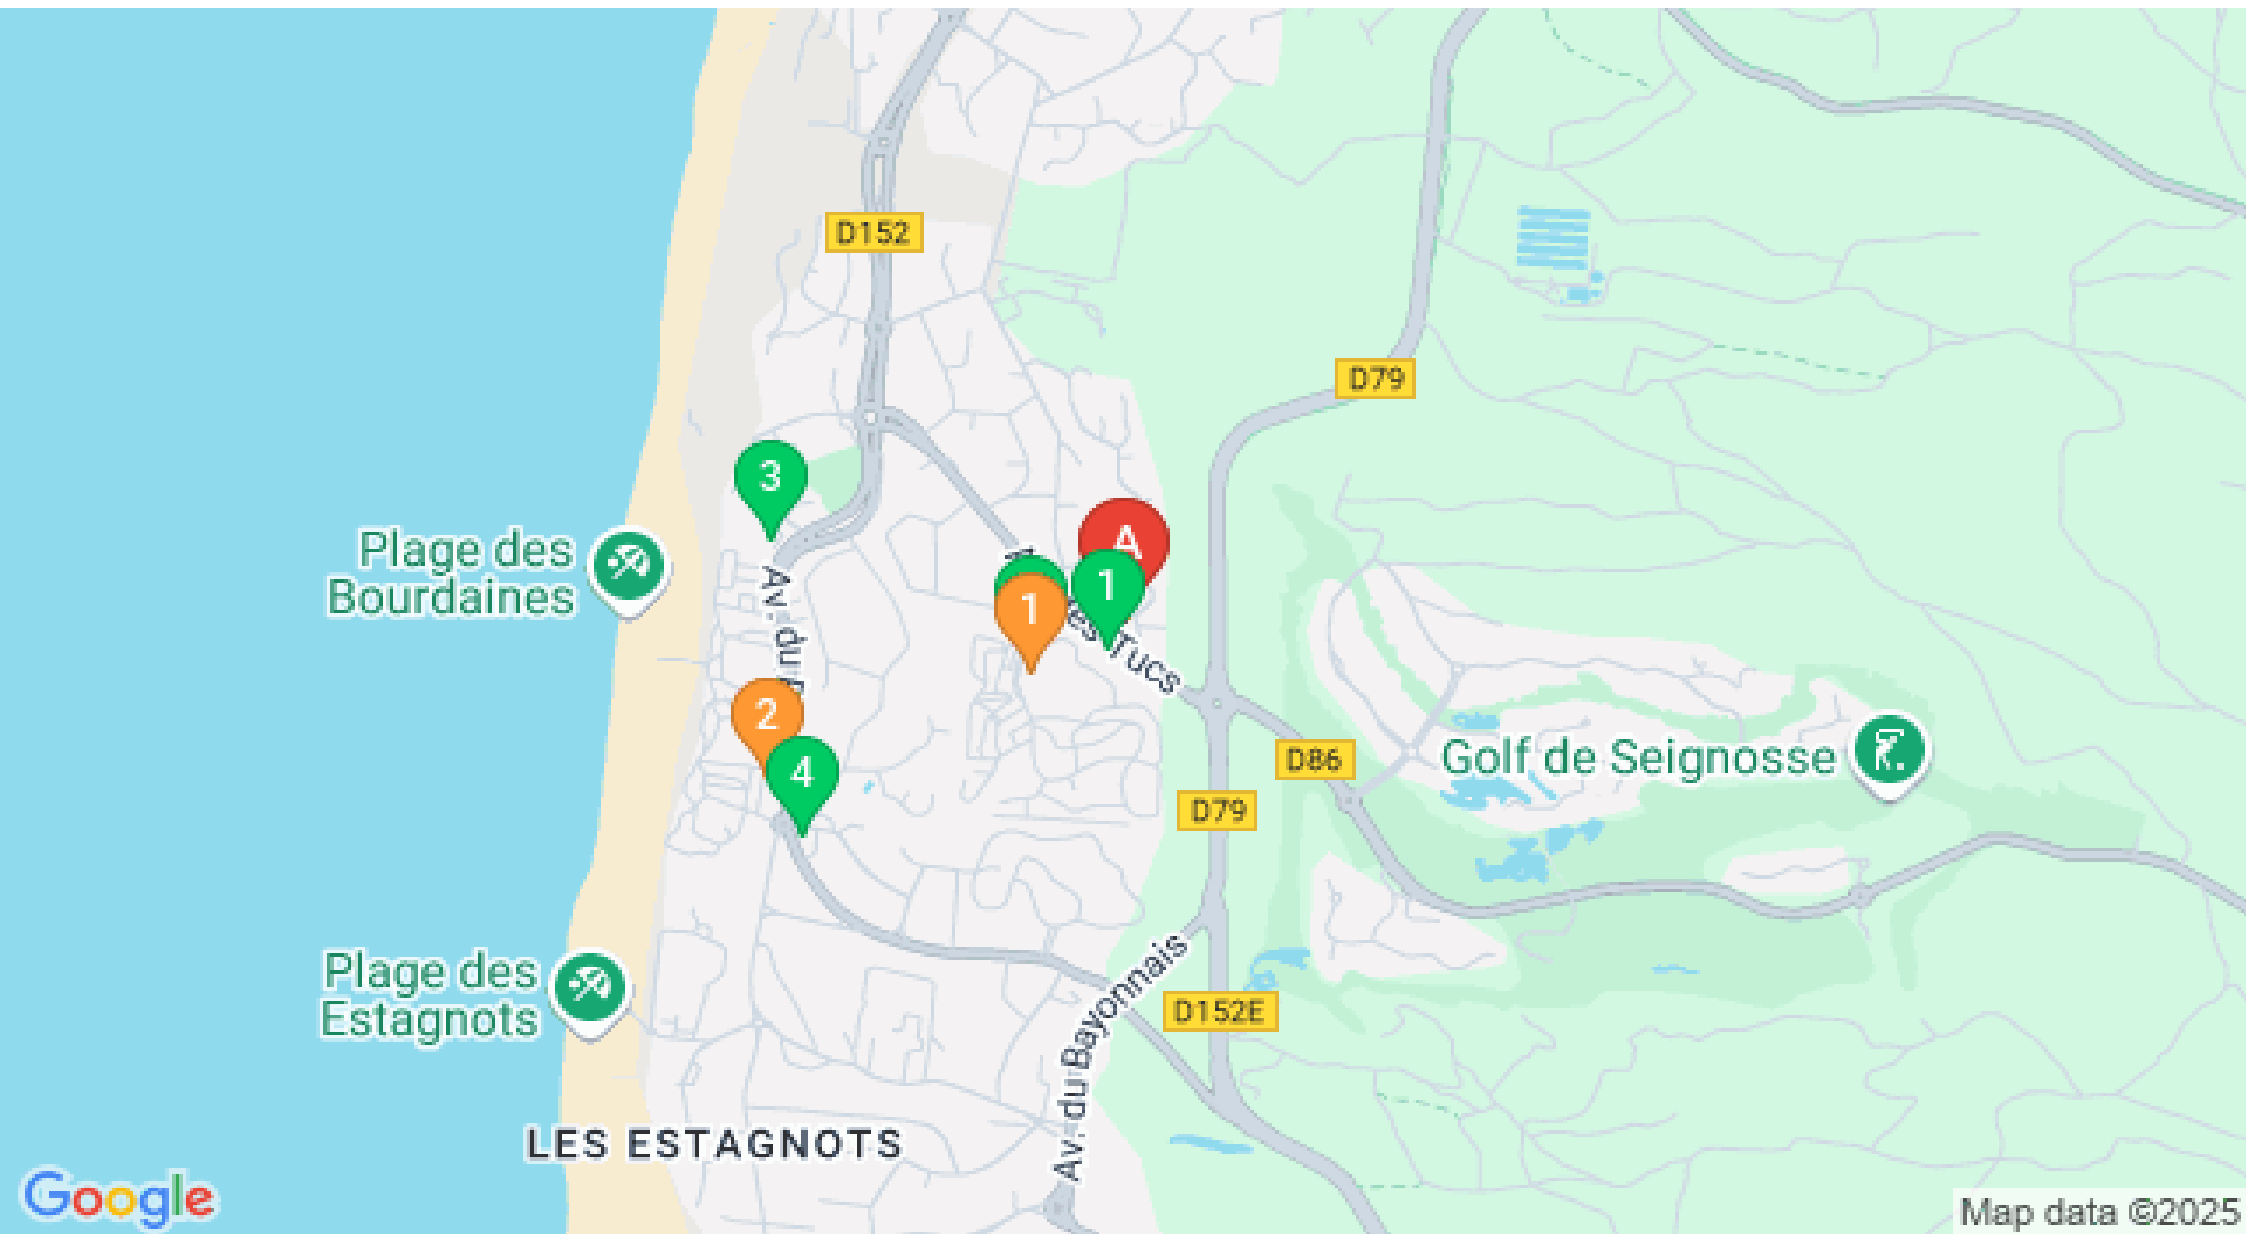 D152
D79
3
Plage des
Bourdaines
A
1
1
Av. du
Tucs
2
4
D86
Golf de Seignosse
D79
Plage des
Estagnots
Av. du Bayonnais
D152E
LES ESTAGNOTS
Google
Map data ©2025